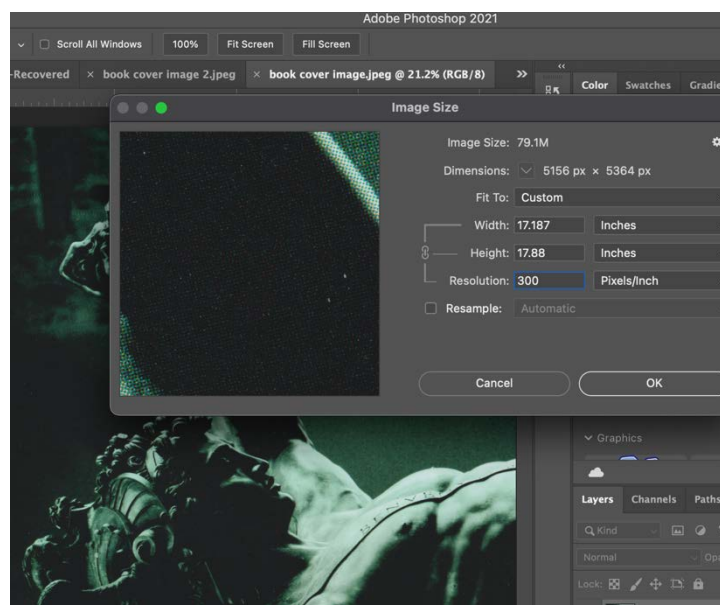 Adobe Photoshop 2021
Scroll All Windows 100% Fit Screen Fill Screen
-Recovered × book cover image 2.jpeg × book cover image.jpeg @ 21.2% (RGB/8) »
Color Swatches
Image Size
Image Size: 79.1M
Dimensions: 5156 px × 5364 px
Fit To: Custom
Width: 17.187 Inches
Height: 17.88 Inches
Resolution: 300 Pixels/Inch
Resample: Automatic
Cancel OK
Graphics
Layers Channels Paths
Kind
Normal
Lock: